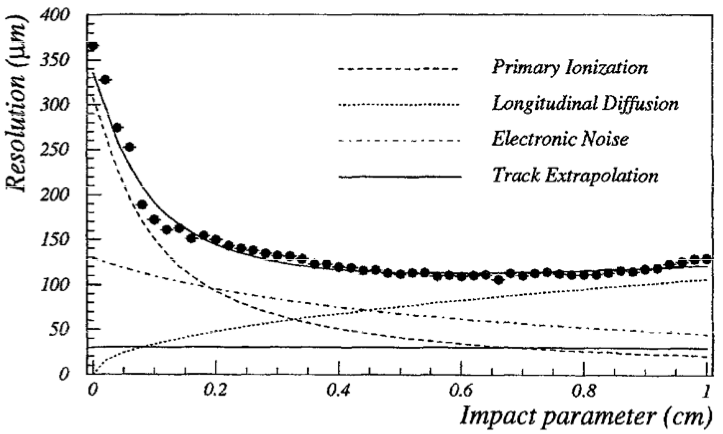 Resolution (μm)
400
350
300
250
200
150
100
50
0
Primary Ionization
Longitudinal Diffusion
Electronic Noise
Track Extrapolation
0 0.2 0.4 0.6 0.8 1
Impact parameter (cm)